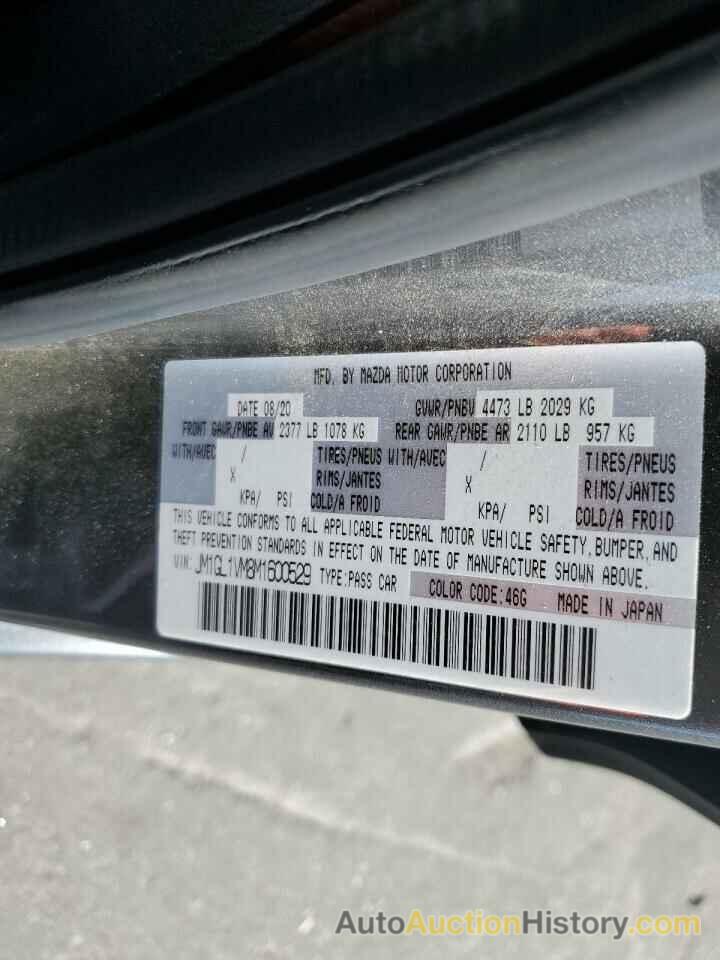 MFD. BY MAZDA MOTOR CORPORATION
DATE 08/20 GVWR/PNBV 4473 LB 2029 KG
FRONT GAWR/PNBE AV 2377 LB 1078 KG REAR GAWR/PNBE AR 2110 LB 957 KG
WITH/AVEC / TIRES/PNEUS WITH/AVEC / TIRES/PNEUS
X RIMS/JANTES X RIMS/JANTES
KPA/ PSI COLD/A FROID KPA/ PSI COLD/A FROID
THIS VEHICLE CONFORMS TO ALL APPLICABLE FEDERAL MOTOR VEHICLE SAFETY, BUMPER, AND
THEFT PREVENTION STANDARDS IN EFFECT ON THE DATE OF MANUFACTURE SHOWN ABOVE.
VIN: JM1GL1VM8M1600529 TYPE:PASS CAR COLOR CODE:46G MADE IN JAPAN
AutoAuctionHistory.com